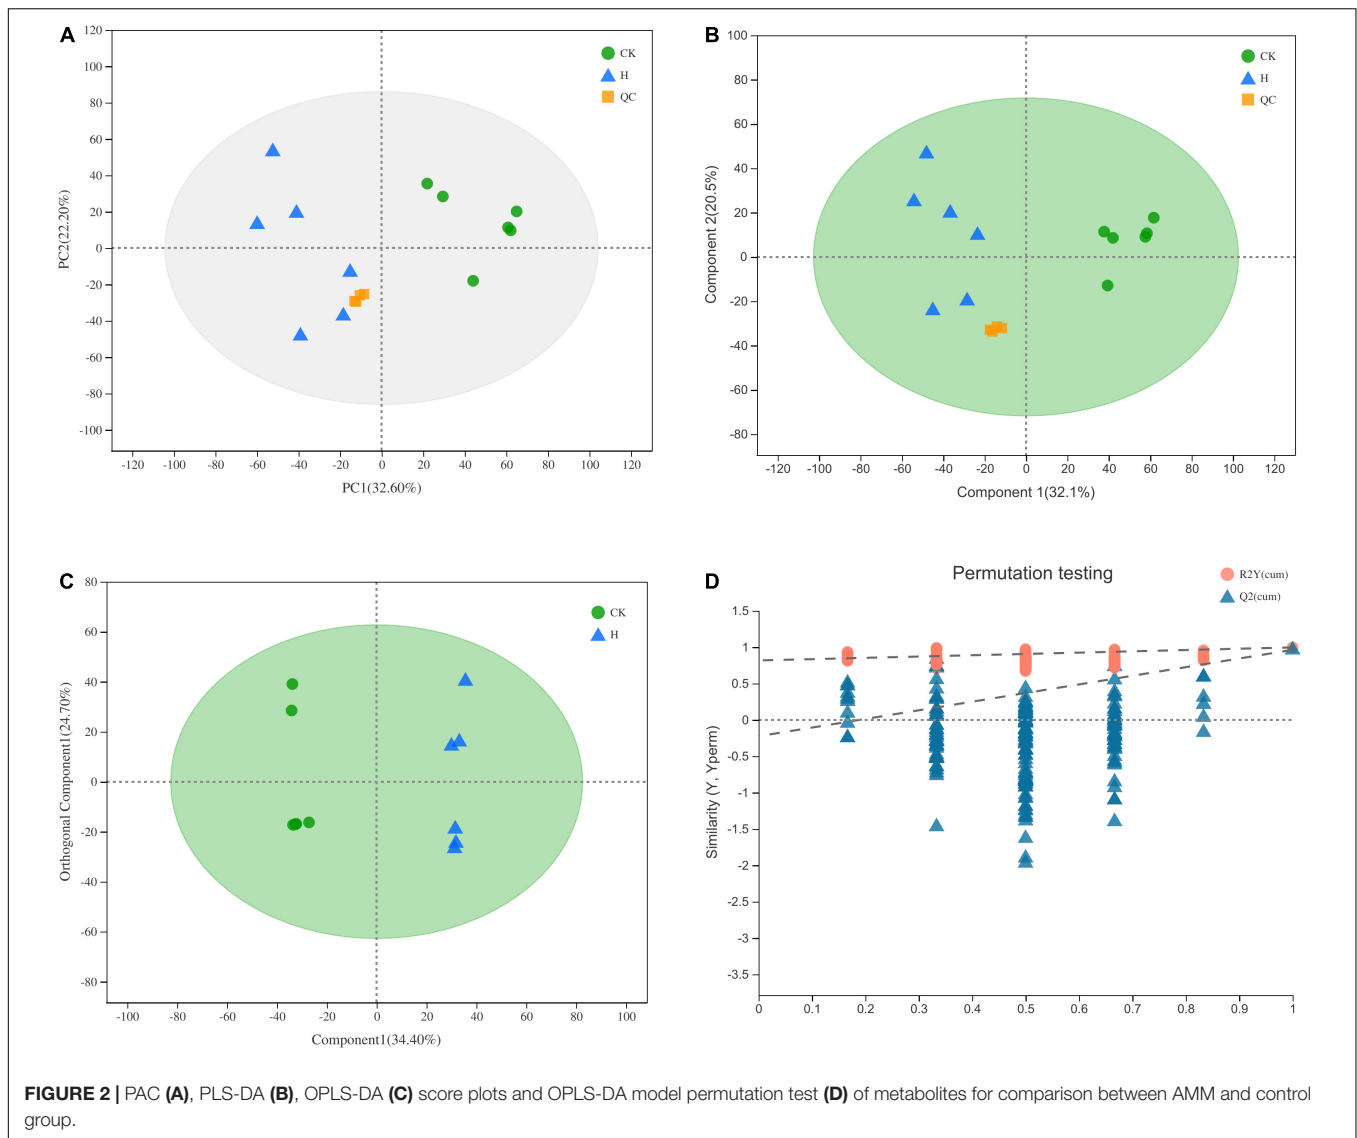 A
CK
H
QC
120
100
80
60
40
20
0
-20
-40
-60
-80
-100
PC2(22.20%)
-120 -100 -80 -60 -40 -20 0 20 40 60 80 100 120
PC1(32.60%)
B
CK
H
QC
100
80
60
40
20
0
-20
-40
-60
-80
Component 2(20.5%)
-120 -100 -80 -60 -40 -20 0 20 40 60 80 100 120
Component 1(32.1%)
C
CK
H
80
60
40
20
0
-20
-40
-60
-80
Orthogonal Component1(24.70%)
-100 -80 -60 -40 -20 0 20 40 60 80 100
Component1(34.40%)
D
Permutation testing
R2Y(cum)
Q2(cum)
1.5
1
0.5
0
-0.5
-1
-1.5
-2
-2.5
-3
-3.5
Similarity (Y, Yperm)
0 0.1 0.2 0.3 0.4 0.5 0.6 0.7 0.8 0.9 1
FIGURE 2 | PAC (A), PLS-DA (B), OPLS-DA (C) score plots and OPLS-DA model permutation test (D) of metabolites for comparison between AMM and control
group.